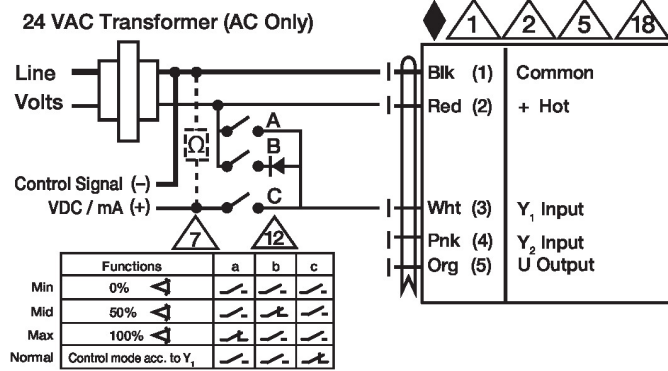 24 VAC Transformer (AC Only)
1 2 5 18
Line
Volts
Blk (1) Common
Red (2) + Hot
A
Ω
B
Control Signal (–)
VDC / mA (+)
C
Wht (3) Y₁ Input
Pnk (4) Y₂ Input
Org (5) U Output
7 12
Functions a b c
Min 0%
Mid 50%
Max 100%
Normal Control mode acc. to Y₁